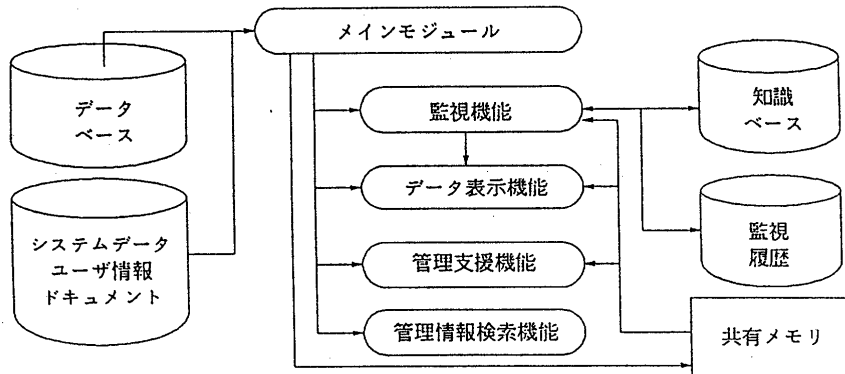 メインモジュール
データ
ベース
監視機能
知識
ベース
データ表示機能
システムデータ
ユーザ情報
ドキュメント
監視
履歴
管理支援機能
管理情報検索機能
共有メモリ